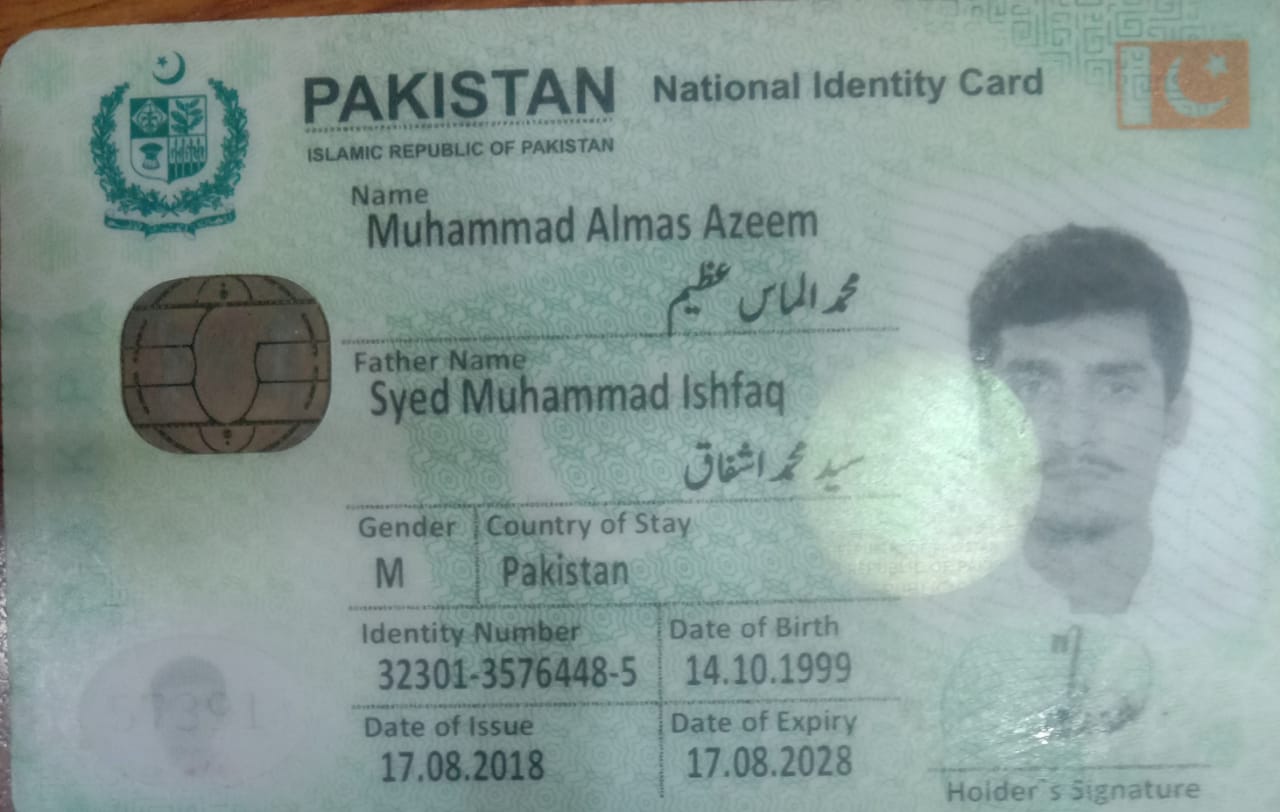 PAKISTAN National Identity Card
ISLAMIC REPUBLIC OF PAKISTAN
Name
Muhammad Almas Azeem
محمد الماس عظیم
Father Name
Syed Muhammad Ishfaq
سید محمد اشفاق
Gender Country of Stay
M Pakistan
Identity Number Date of Birth
32301-3576448-5 14.10.1999
Date of Issue Date of Expiry
17.08.2018 17.08.2028
Holder`s Signature